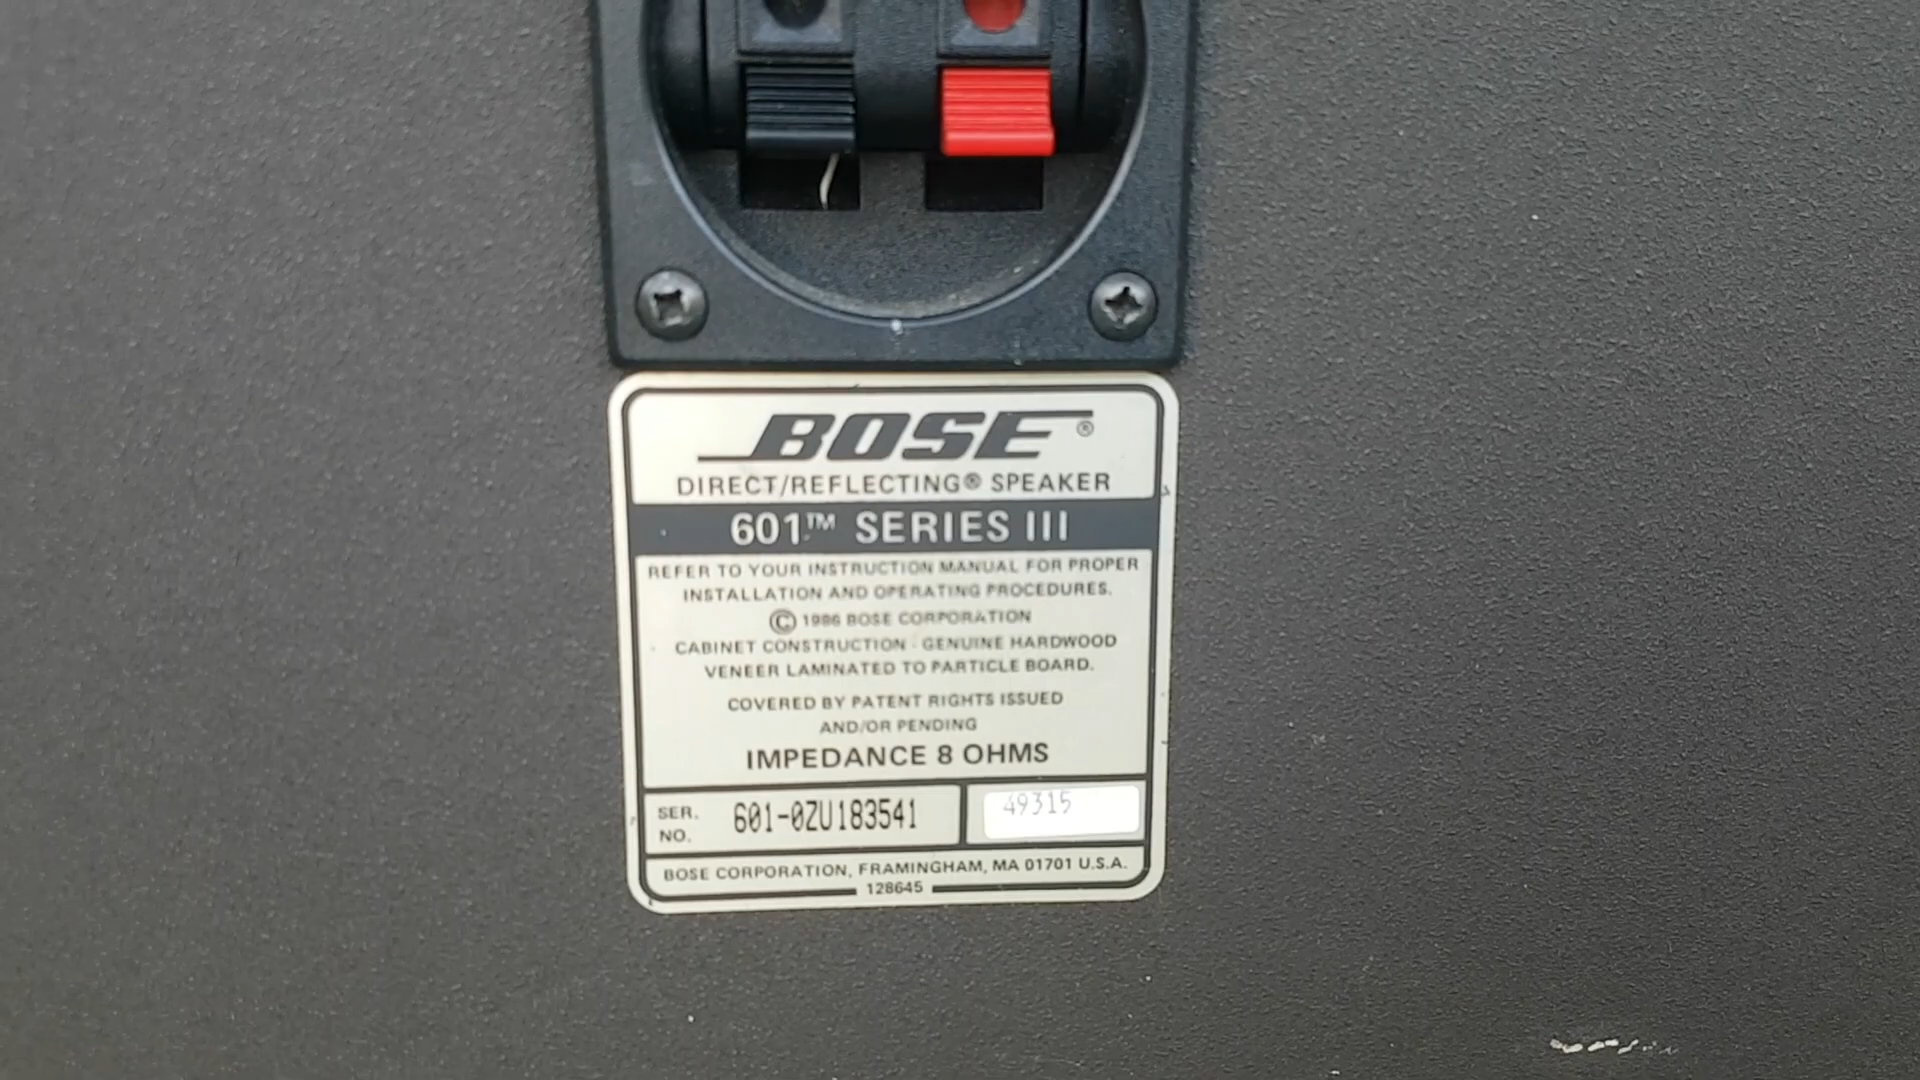 BOSE®
DIRECT/REFLECTING® SPEAKER
601™ SERIES III
REFER TO YOUR INSTRUCTION MANUAL FOR PROPER
INSTALLATION AND OPERATING PROCEDURES.
© 1986 BOSE CORPORATION
CABINET CONSTRUCTION - GENUINE HARDWOOD
VENEER LAMINATED TO PARTICLE BOARD.
COVERED BY PATENT RIGHTS ISSUED
AND/OR PENDING
IMPEDANCE 8 OHMS
SER. NO. 601-0ZU183541 49315
BOSE CORPORATION, FRAMINGHAM, MA 01701 U.S.A.
128645